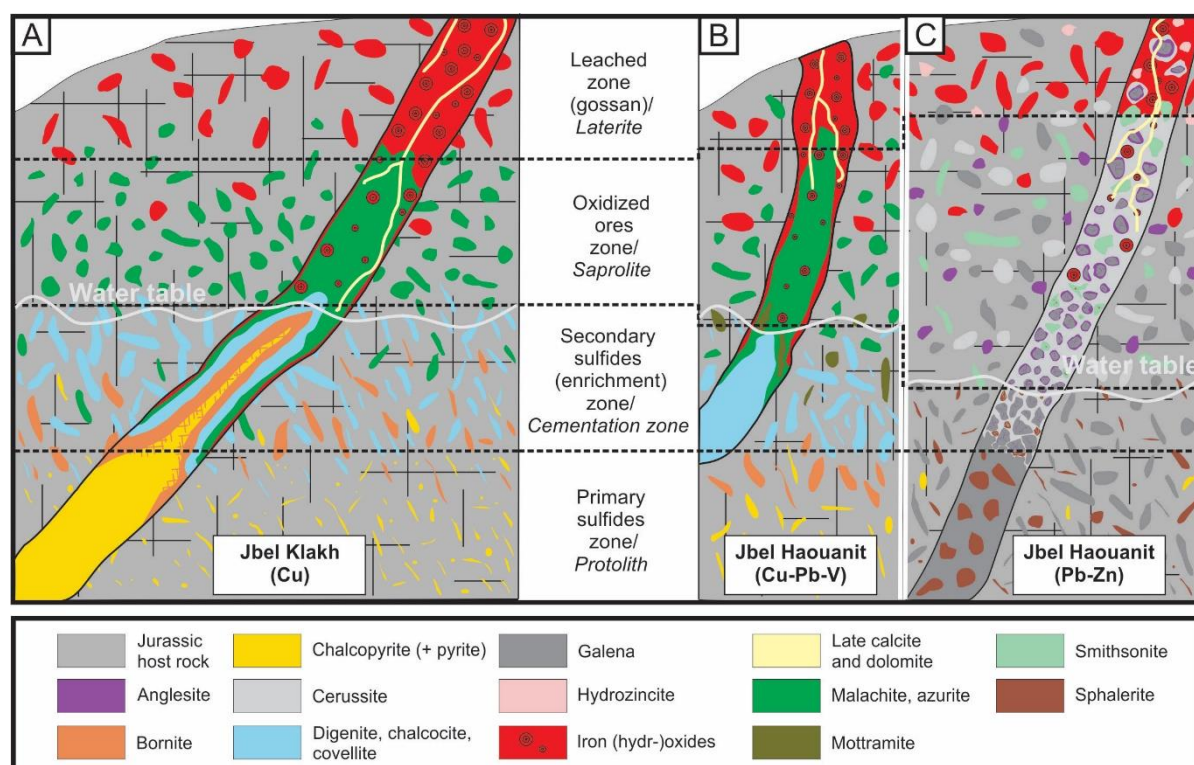 A
B
C
Leached
zone
(gossan)/
Laterite
Oxidized
ores
zone/
Saprolite
Water table
Secondary
sulfides
(enrichment)
zone/
Cementation zone
Water table
Primary
sulfides
zone/
Protolith
Jbel Klakh
(Cu)
Jbel Haouanit
(Cu-Pb-V)
Jbel Haouanit
(Pb-Zn)
Jurassic
host rock
Chalcopyrite (+ pyrite)
Galena
Late calcite
and dolomite
Smithsonite
Anglesite
Cerussite
Hydrozincite
Malachite, azurite
Sphalerite
Bornite
Digenite, chalcocite,
covellite
Iron (hydr-)oxides
Mottramite